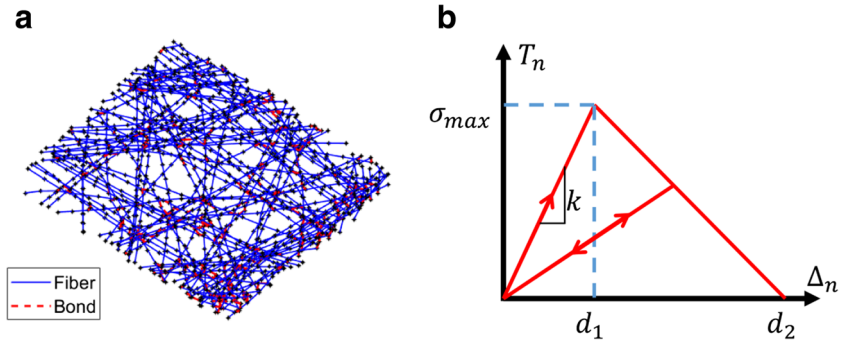 a
Fiber
Bond
b
T_n
σ_max
k
Δ_n
d_1
d_2